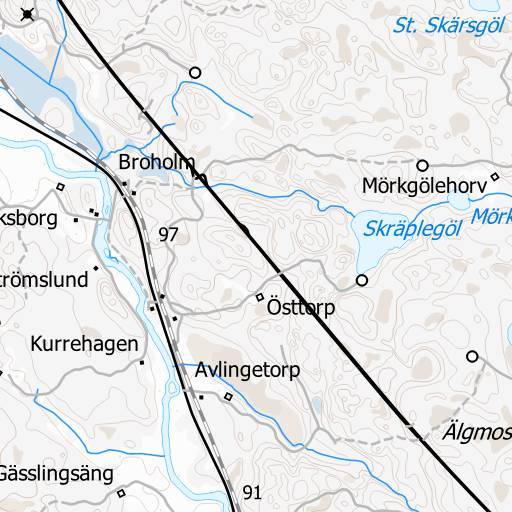 St. Skärsgöl
Broholm
Mörkgölehorv
ksborg
Mörk
97
Skräplegöl
trömslund
Östtorp
Kurrehagen
Avlingetorp
Älgmos
Gässlingsäng
91